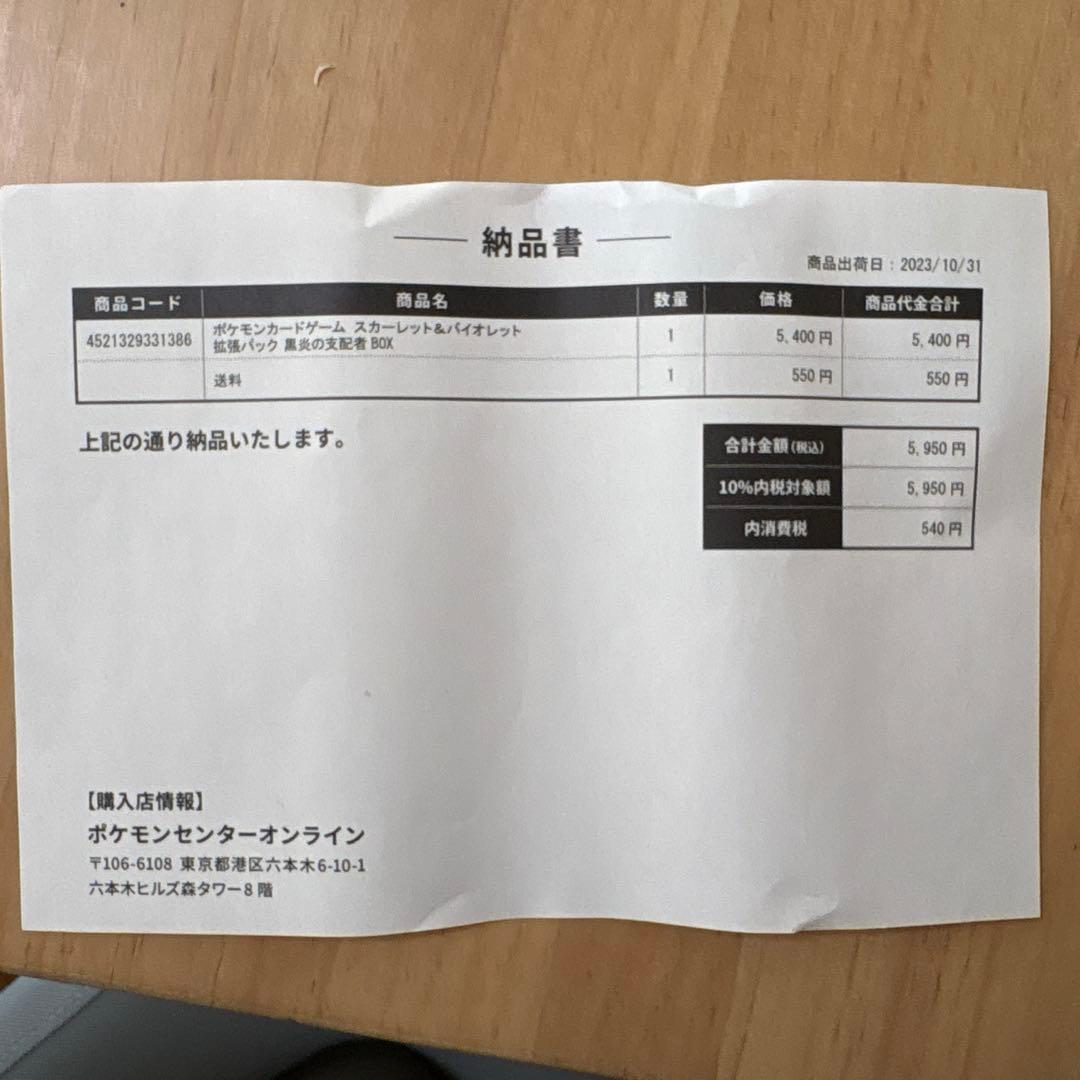 納品書
商品出荷日：2023/10/31
商品コード 商品名 数量 価格 商品代金合計
4521329331386 ポケモンカードゲーム スカーレット＆バイオレット 1 5,400円 5,400円
拡張パック 黒炎の支配者 BOX
送料 1 550円 550円
上記の通り納品いたします。
合計金額(税込) 5,950円
10%内税対象額 5,950円
内消費税 540円
【購入店情報】
ポケモンセンターオンライン
〒106-6108 東京都港区六本木6-10-1
六本木ヒルズ森タワー8階